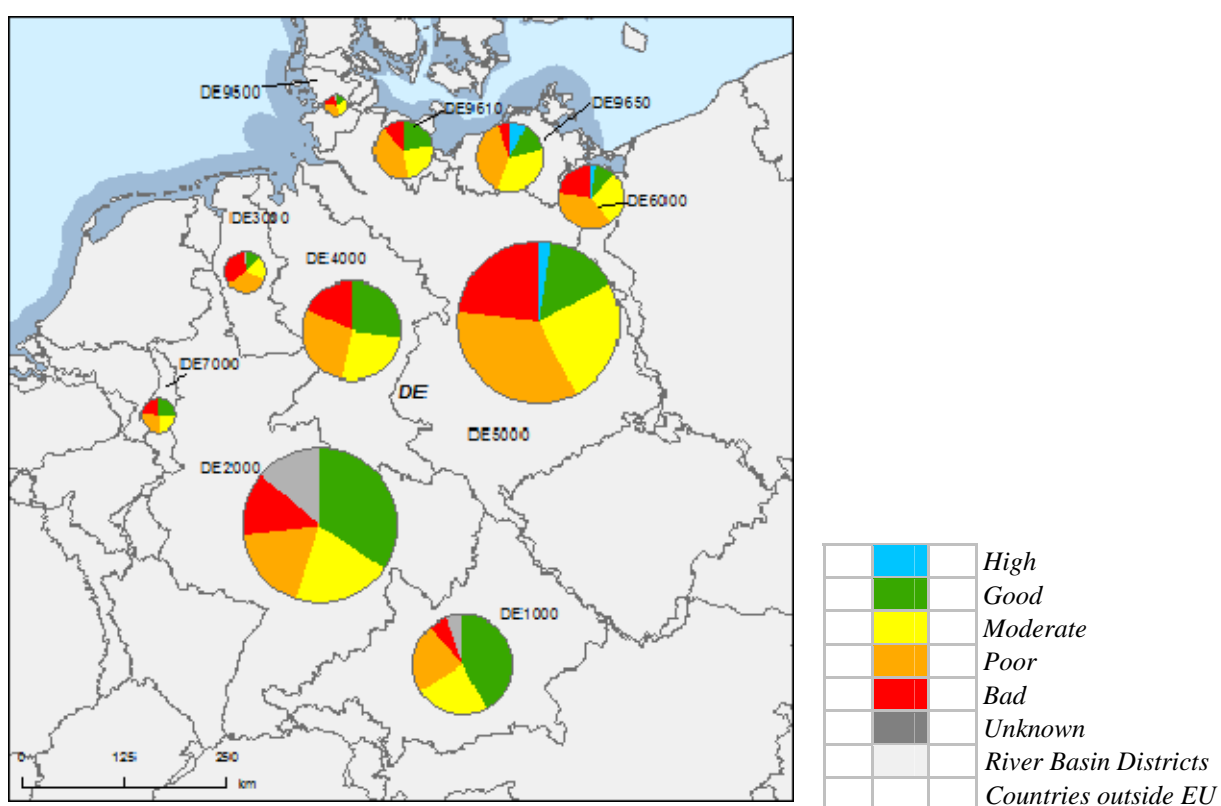 DE9500
DE9610
DE9650
DE6000
DE3000
DE4000
DE7000
DE
DE5000
DE2000
DE1000
0 125 250
km
High
Good
Moderate
Poor
Bad
Unknown
River Basin Districts
Countries outside EU